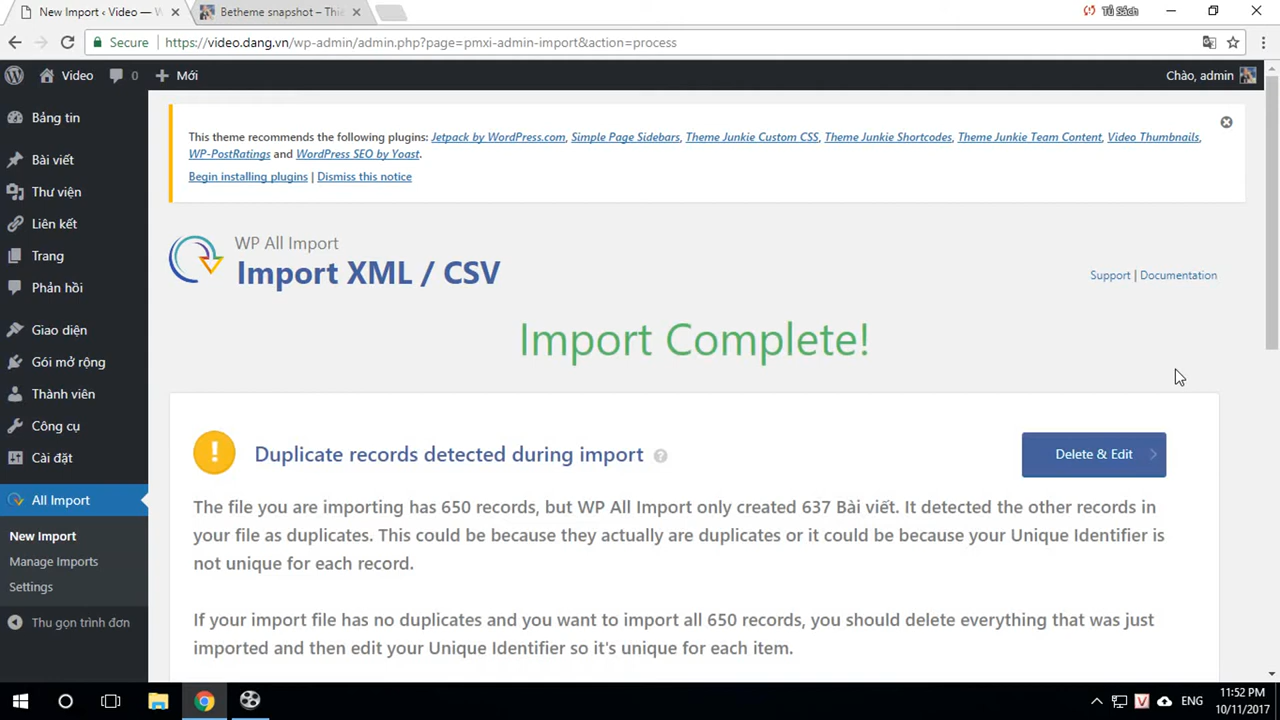 New Import ‹ Video — W
Betheme snapshot – Thiế
Tủ Sách
Secure
https://video.dang.vn/wp-admin/admin.php?page=pmxi-admin-import&action=process
Video
0
Mới
Chào, admin
Bảng tin
Bài viết
Thư viện
Liên kết
Trang
Phản hồi
Giao diện
Gói mở rộng
Thành viên
Công cụ
Cài đặt
All Import
New Import
Manage Imports
Settings
Thu gọn trình đơn
This theme recommends the following plugins: Jetpack by WordPress.com, Simple Page Sidebars, Theme Junkie Custom CSS, Theme Junkie Shortcodes, Theme Junkie Team Content, Video Thumbnails,
WP-PostRatings and WordPress SEO by Yoast.
Begin installing plugins | Dismiss this notice
WP All Import
Import XML / CSV
Support | Documentation
Import Complete!
! Duplicate records detected during import ?
Delete & Edit
The file you are importing has 650 records, but WP All Import only created 637 Bài viết. It detected the other records in
your file as duplicates. This could be because they actually are duplicates or it could be because your Unique Identifier is
not unique for each record.
If your import file has no duplicates and you want to import all 650 records, you should delete everything that was just
imported and then edit your Unique Identifier so it's unique for each item.
V
ENG
11:52 PM
10/11/2017